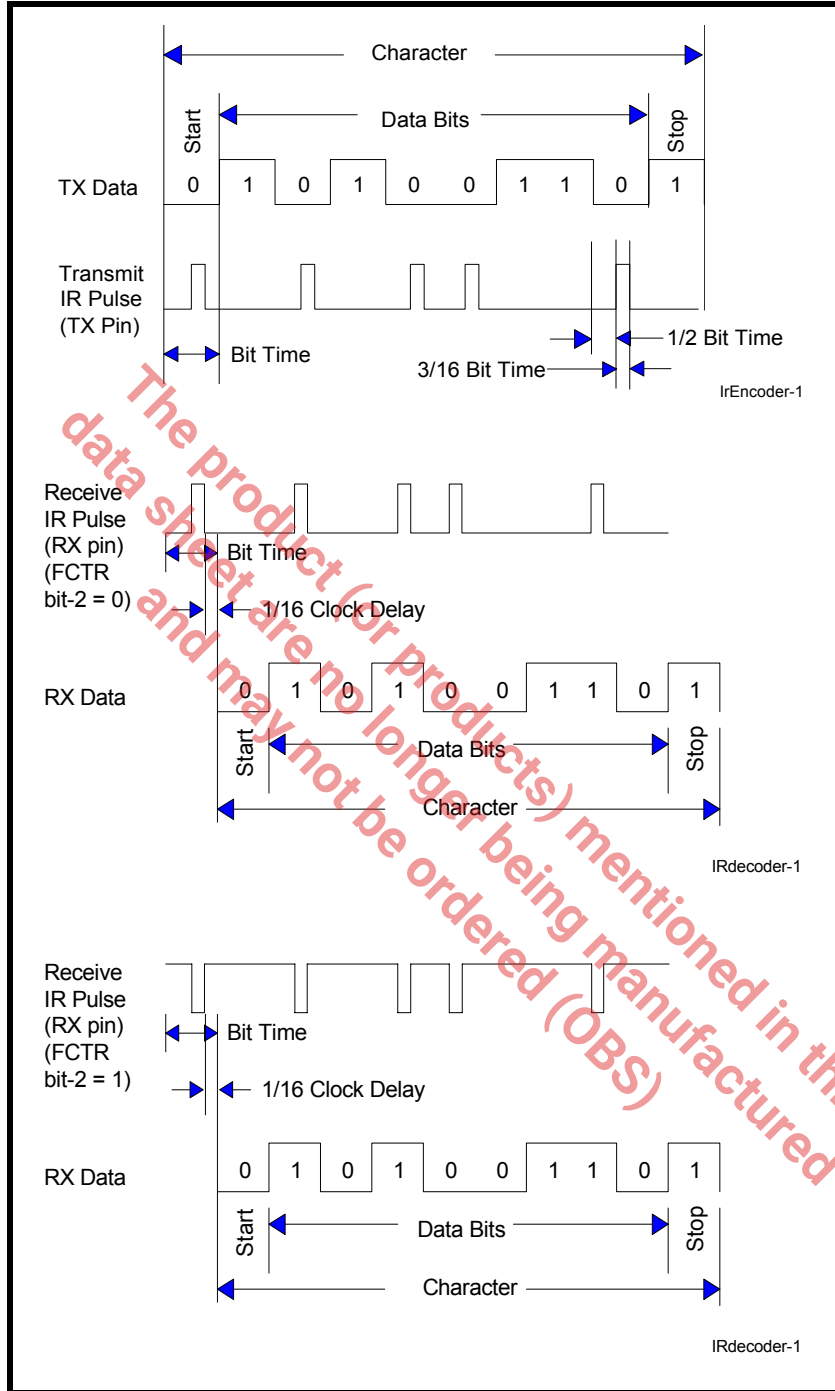 Character
Start
Data Bits
Stop
TX Data
0 1 0 1 0 0 1 1 0 1
Transmit
IR Pulse
(TX Pin)
Bit Time
1/2 Bit Time
3/16 Bit Time
IrEncoder-1
Receive
IR Pulse
(RX pin)
(FCTR
bit-2 = 0)
Bit Time
1/16 Clock Delay
RX Data
0 1 0 1 0 0 1 1 0 1
Start
Data Bits
Stop
Character
IRdecoder-1
Receive
IR Pulse
(RX pin)
(FCTR
bit-2 = 1)
Bit Time
1/16 Clock Delay
RX Data
0 1 0 1 0 0 1 1 0 1
Start
Data Bits
Stop
Character
IRdecoder-1
The product (or products) mentioned in
data sheet are no longer being manufactured
and may not be ordered (OBS)